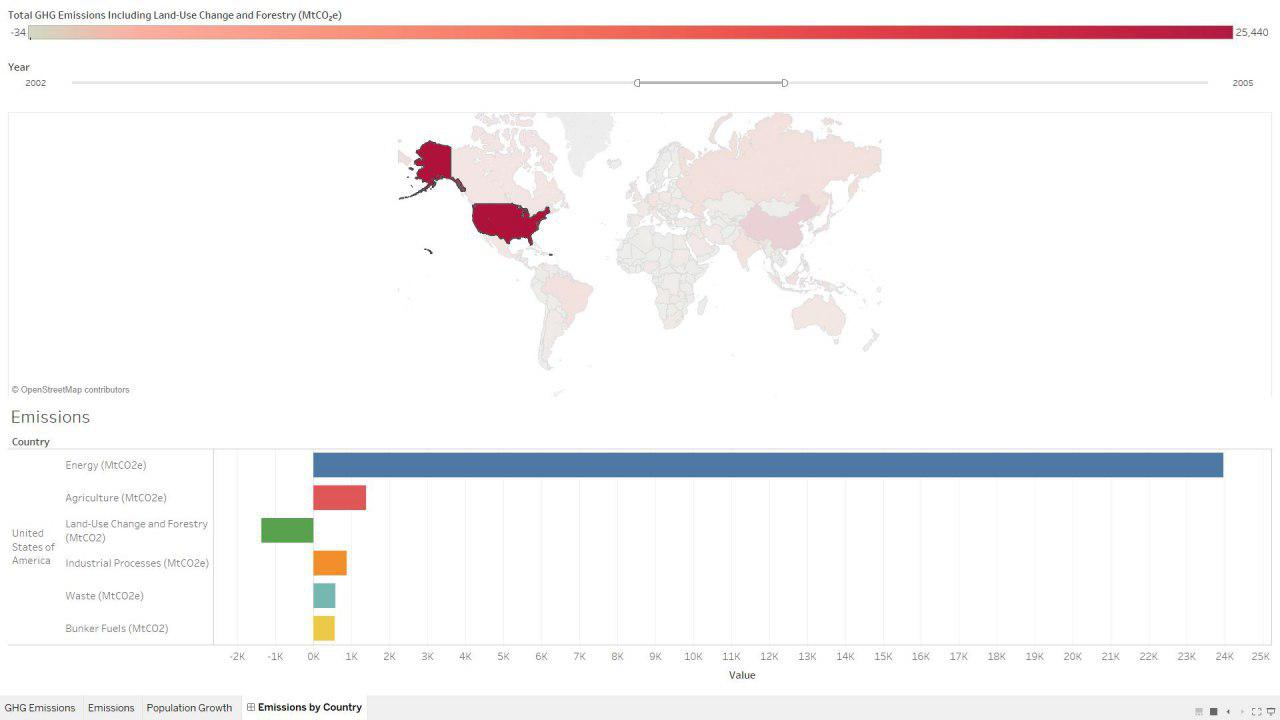 Total GHG Emissions Including Land-Use Change and Forestry (MtCO₂e)
-34
25,440
Year
2002
2005
© OpenStreetMap contributors
Emissions
Country
United
States of
America
Energy (MtCO2e)
Agriculture (MtCO2e)
Land-Use Change and Forestry
(MtCO2)
Industrial Processes (MtCO2e)
Waste (MtCO2e)
Bunker Fuels (MtCO2)
-2K -1K 0K 1K 2K 3K 4K 5K 6K 7K 8K 9K 10K 11K 12K 13K 14K 15K 16K 17K 18K 19K 20K 21K 22K 23K 24K 25K
Value
GHG Emissions Emissions Population Growth Emissions by Country